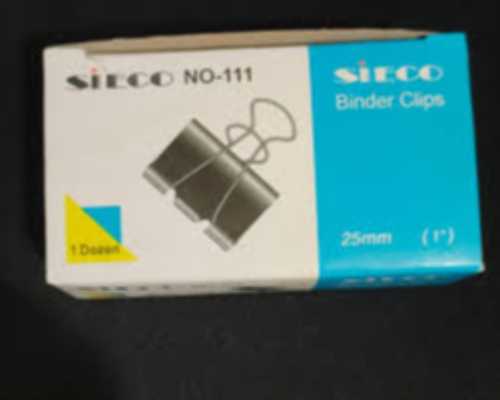 SiECO NO-111
SiECO
Binder Clips
1 Dozen
25mm (1")